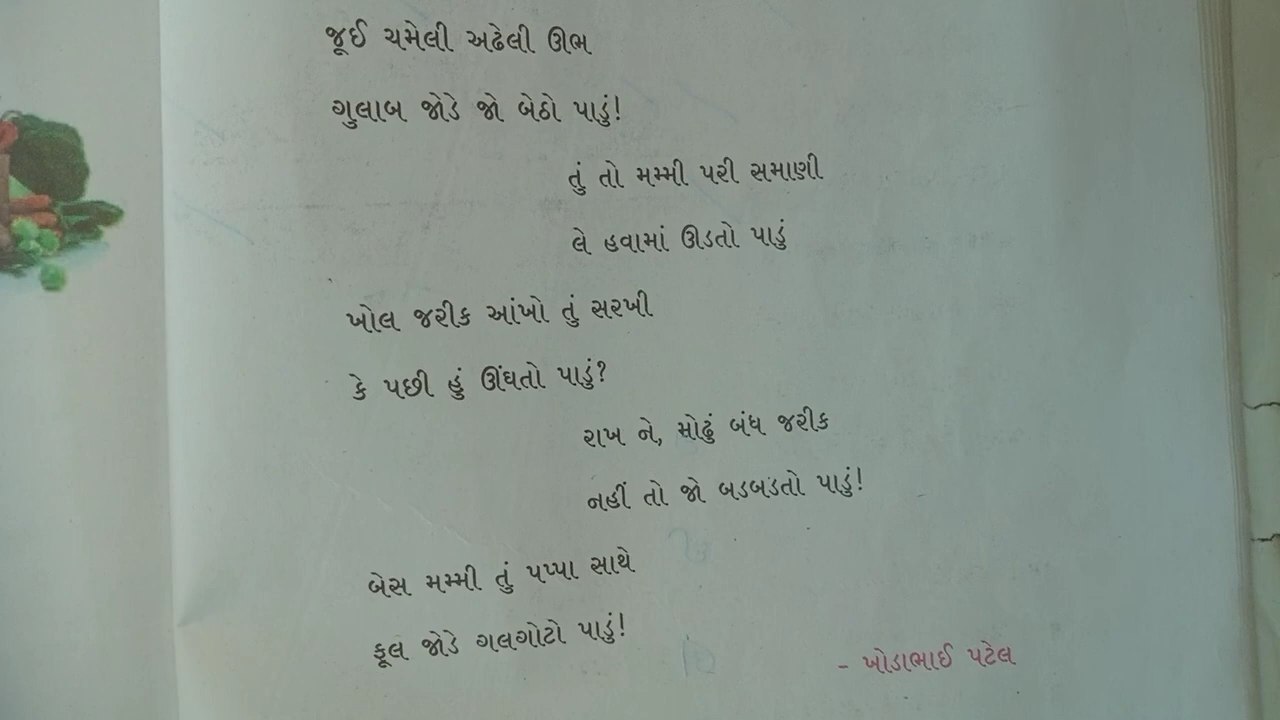 જૂઈ ચમેલી અઢેલી ઊભ
ગુલાબ જોડે જો બેઠો પાડું!
તું તો મમ્મી પરી સમાણી
લે હવામાં ઊડતો પાડું
ખોલ જરીક આંખો તું સરખી
કે પછી હું ઊંઘતો પાડું?
રાખ ને, મોઢું બંધ જરીક
નહીં તો જો બડબડતો પાડું!
બેસ મમ્મી તું પપ્પા સાથે
ફૂલ જોડે ગલગોટો પાડું!
- ખોડાભાઈ પટેલ